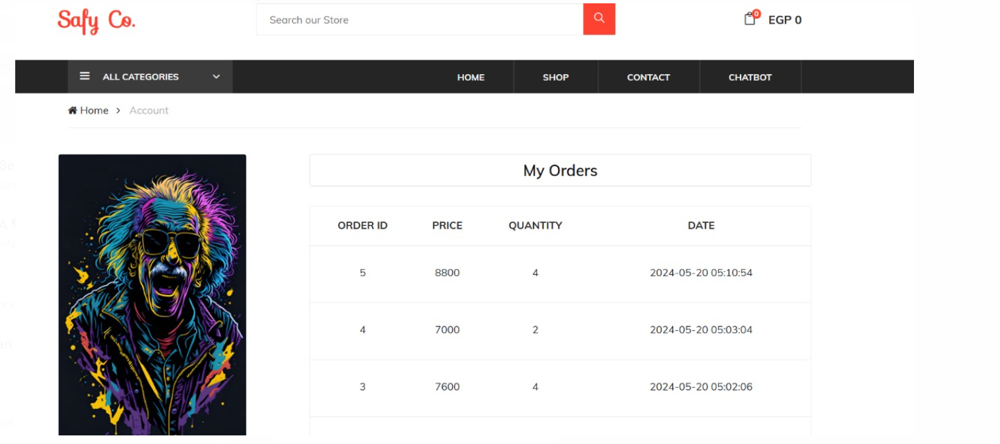 Safy Co.
Search our Store
0
EGP 0
ALL CATEGORIES
HOME
SHOP
CONTACT
CHATBOT
Home > Account
My Orders
ORDER ID PRICE QUANTITY DATE
5 8800 4 2024-05-20 05:10:54
4 7000 2 2024-05-20 05:03:04
3 7600 4 2024-05-20 05:02:06